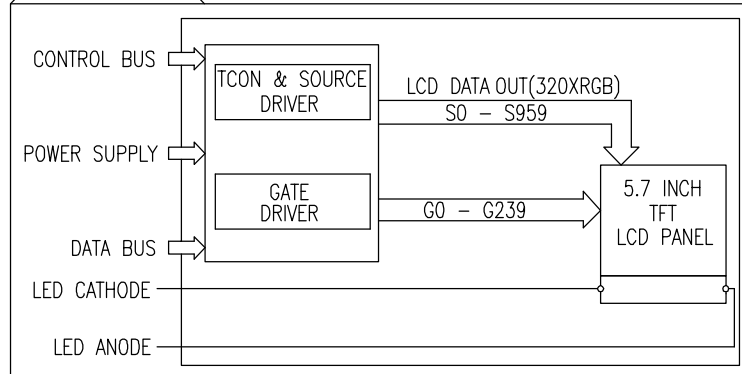 CONTROL BUS
TCON & SOURCE
DRIVER
LCD DATA OUT(320XRGB)
S0 - S959
POWER SUPPLY
GATE
DRIVER
G0 - G239
5.7 INCH
TFT
LCD PANEL
DATA BUS
LED CATHODE
LED ANODE